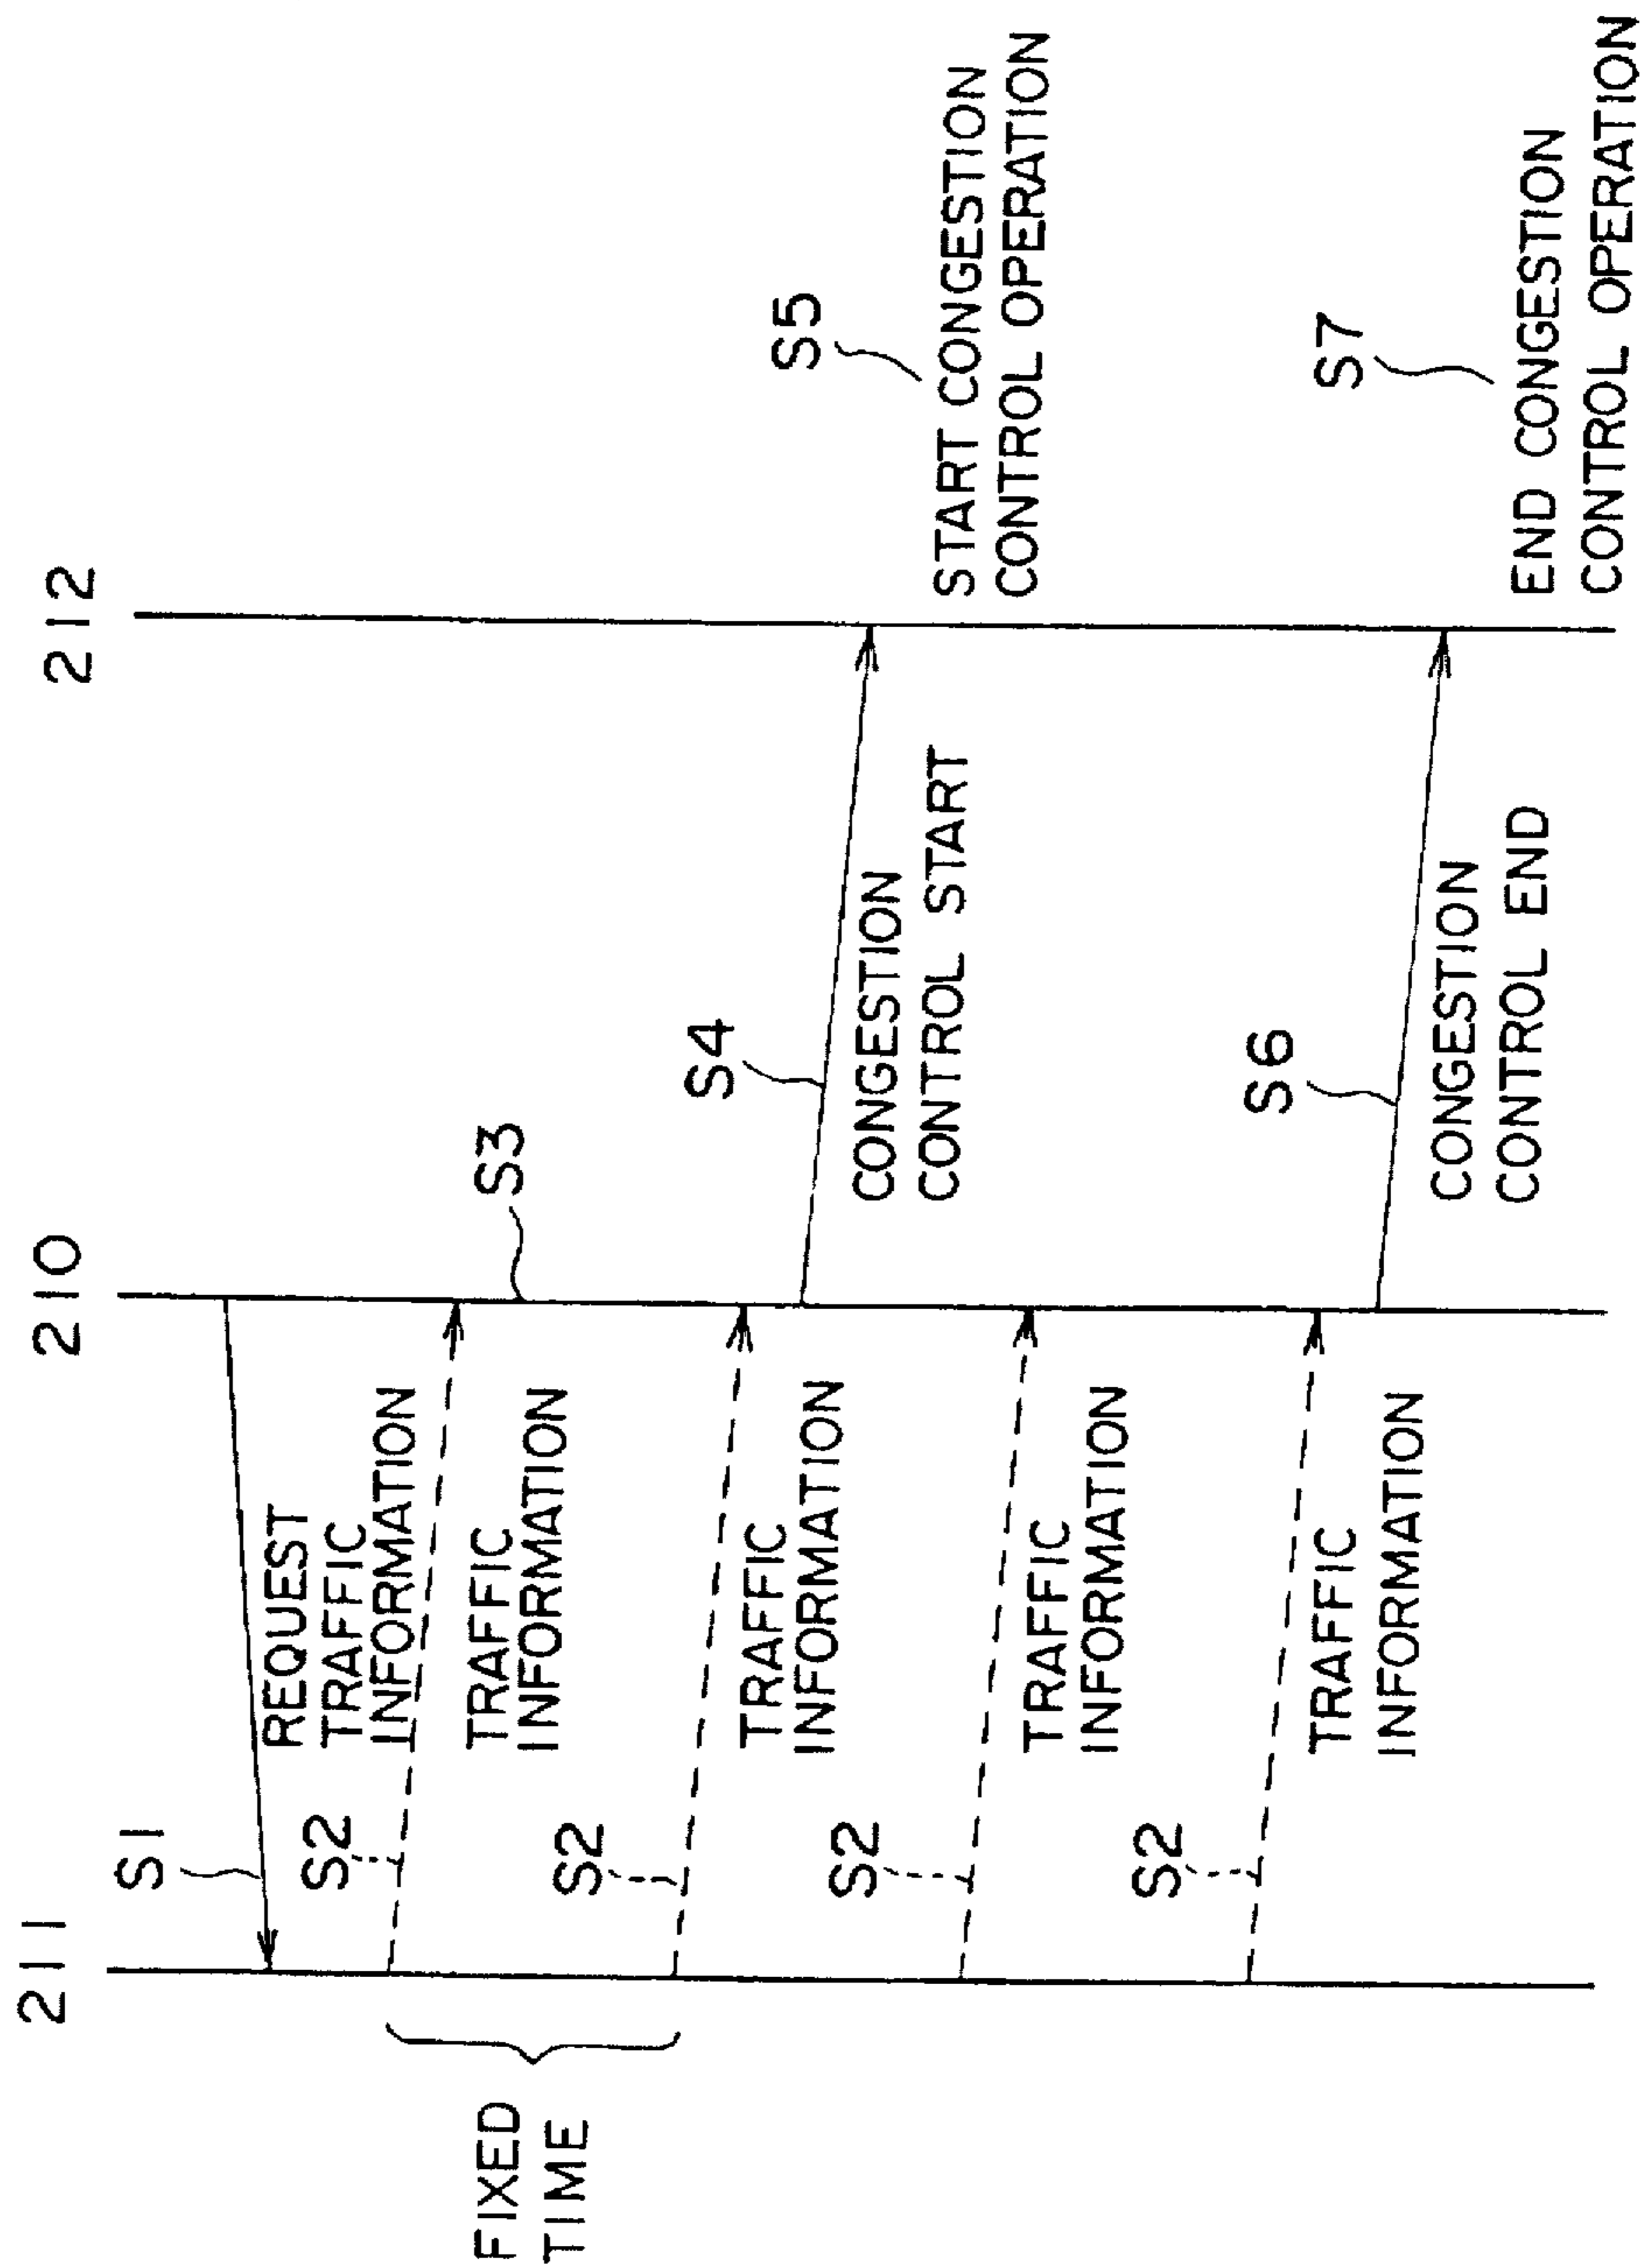 211
210
212
S1
REQUEST
TRAFFIC
INFORMATION
S2
TRAFFIC
INFORMATION
S3
FIXED
TIME
S2
TRAFFIC
INFORMATION
S4
CONGESTION
CONTROL START
S5
START CONGESTION
CONTROL OPERATION
S2
TRAFFIC
INFORMATION
S2
TRAFFIC
INFORMATION
S6
CONGESTION
CONTROL END
S7
END CONGESTION
CONTROL OPERATION